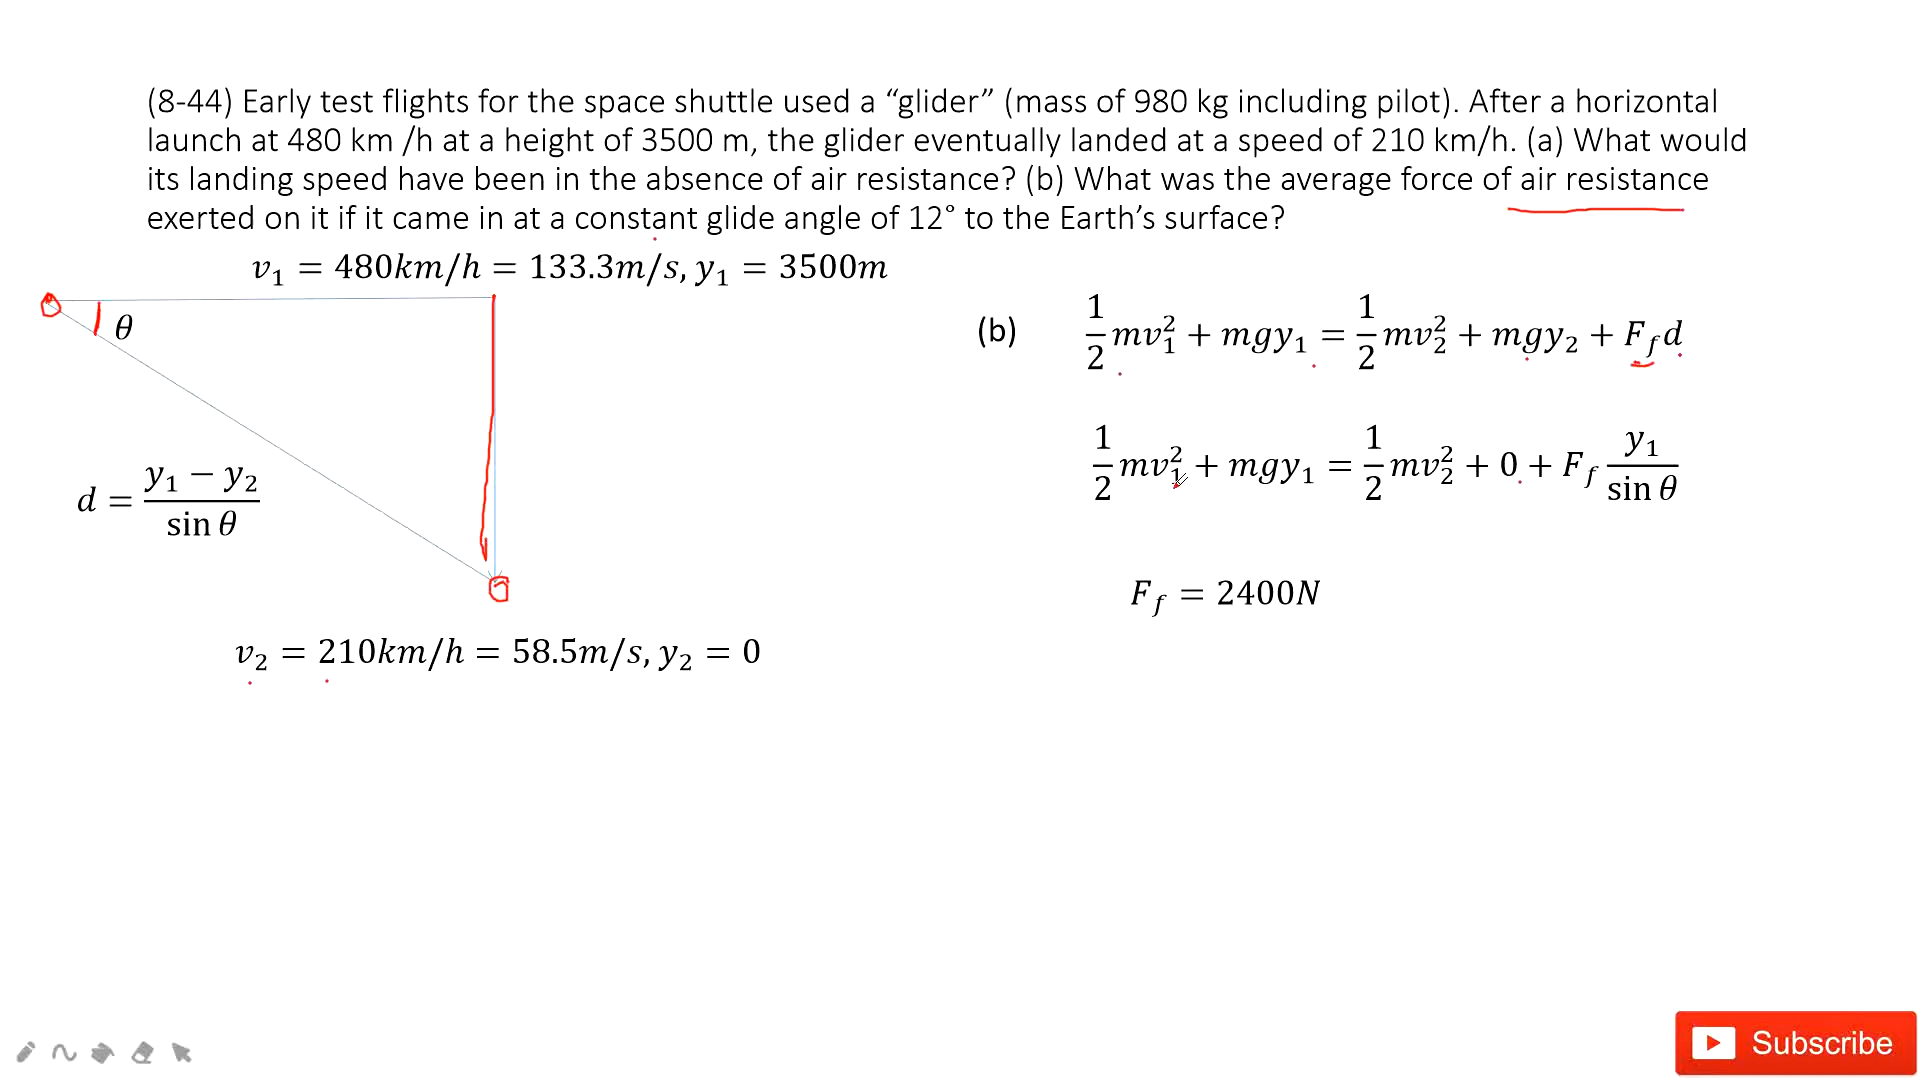 (8-44) Early test flights for the space shuttle used a “glider” (mass of 980 kg including pilot). After a horizontal
launch at 480 km /h at a height of 3500 m, the glider eventually landed at a speed of 210 km/h. (a) What would
its landing speed have been in the absence of air resistance? (b) What was the average force of air resistance
exerted on it if it came in at a constant glide angle of 12° to the Earth’s surface?
v₁ = 480km/h = 133.3m/s, y₁ = 3500m
θ
d = (y₁ − y₂)/(sin θ)
v₂ = 210km/h = 58.5m/s, y₂ = 0
(b) 1/2 mv₁² + mgy₁ = 1/2 mv₂² + mgy₂ + F_f d
1/2 mv₁² + mgy₁ = 1/2 mv₂² + 0 + F_f y₁/(sin θ)
F_f = 2400N
Subscribe